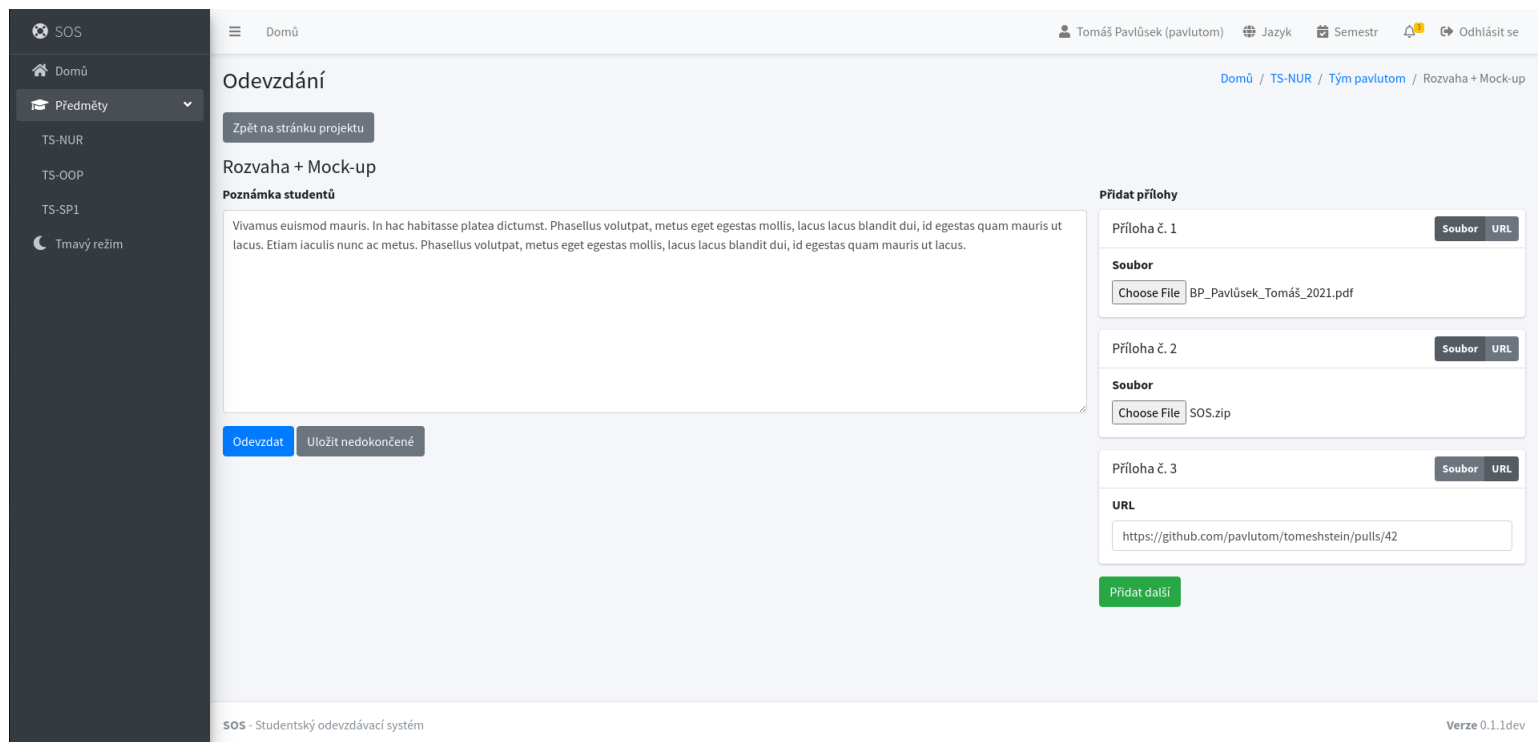 SOS
Domů
Předměty
TS-NUR
TS-OOP
TS-SP1
Tmavý režim
Domů
Tomáš Pavlůsek (pavlutom)
Jazyk
Semestr
3
Odhlásit se
Odevzdání
Domů / TS-NUR / Tým pavlutom / Rozvaha + Mock-up
Zpět na stránku projektu
Rozvaha + Mock-up
Poznámka studentů
Vivamus euismod mauris. In hac habitasse platea dictumst. Phasellus volutpat, metus eget egestas mollis, lacus lacus blandit dui, id egestas quam mauris ut
lacus. Etiam iaculis nunc ac metus. Phasellus volutpat, metus eget egestas mollis, lacus lacus blandit dui, id egestas quam mauris ut lacus.
Odevzdat
Uložit nedokončené
Přidat přílohy
Příloha č. 1
Soubor URL
Soubor
Choose File BP_Pavlůsek_Tomáš_2021.pdf
Příloha č. 2
Soubor URL
Soubor
Choose File SOS.zip
Příloha č. 3
Soubor URL
URL
https://github.com/pavlutom/tomeshstein/pulls/42
Přidat další
SOS - Studentský odevzdávací systém
Verze 0.1.1dev